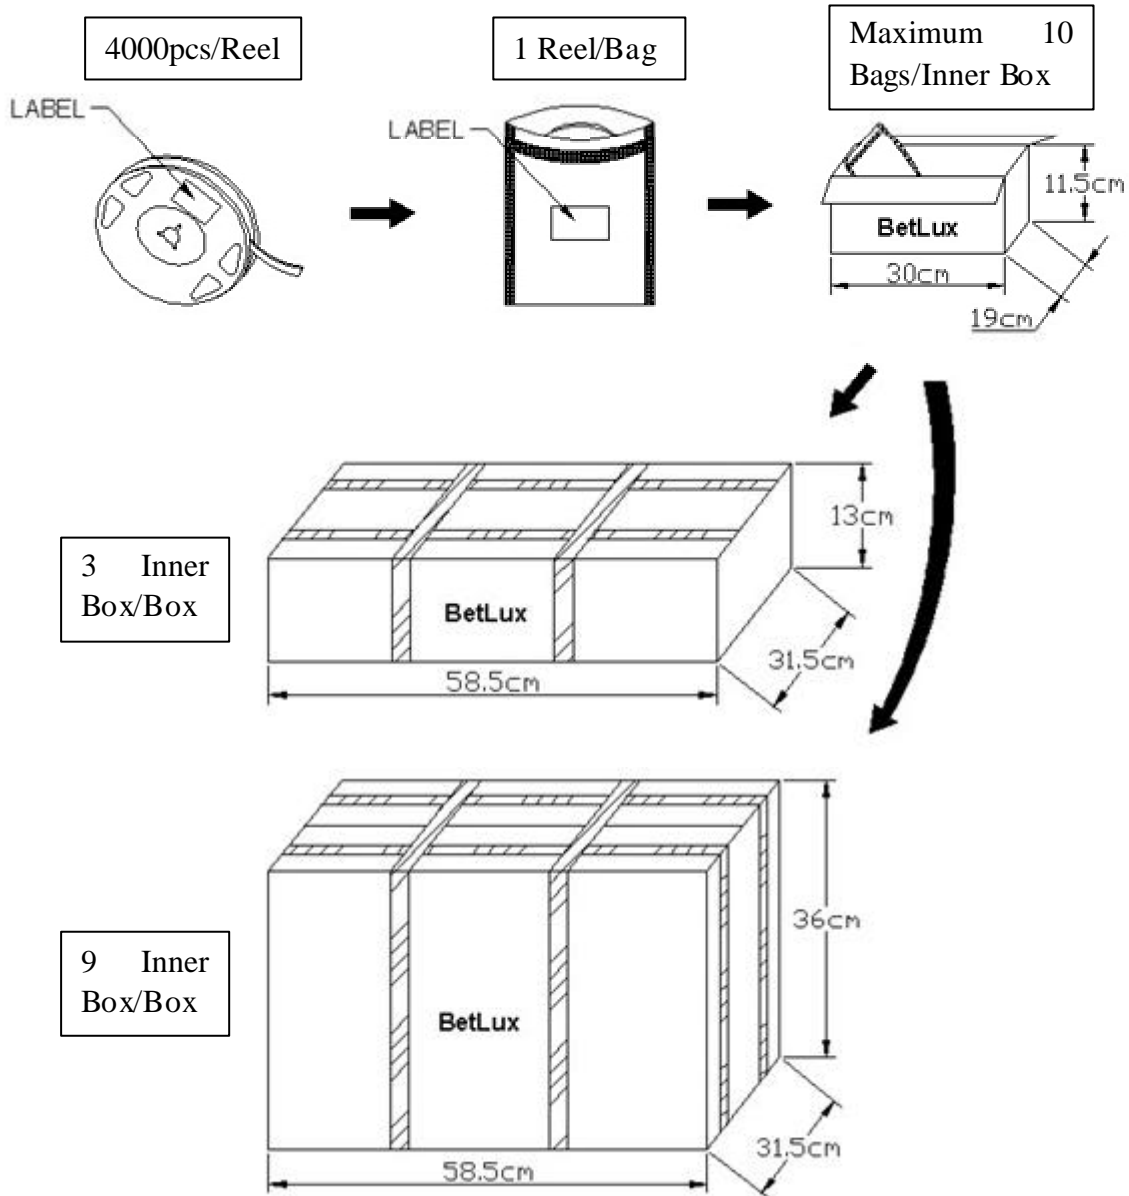 4000pcs/Reel
1 Reel/Bag
Maximum 10
Bags/Inner Box
LABEL
LABEL
11.5cm
BetLux
30cm
19cm
13cm
3 Inner
Box/Box
BetLux
31.5cm
58.5cm
36cm
9 Inner
Box/Box
BetLux
31.5cm
58.5cm